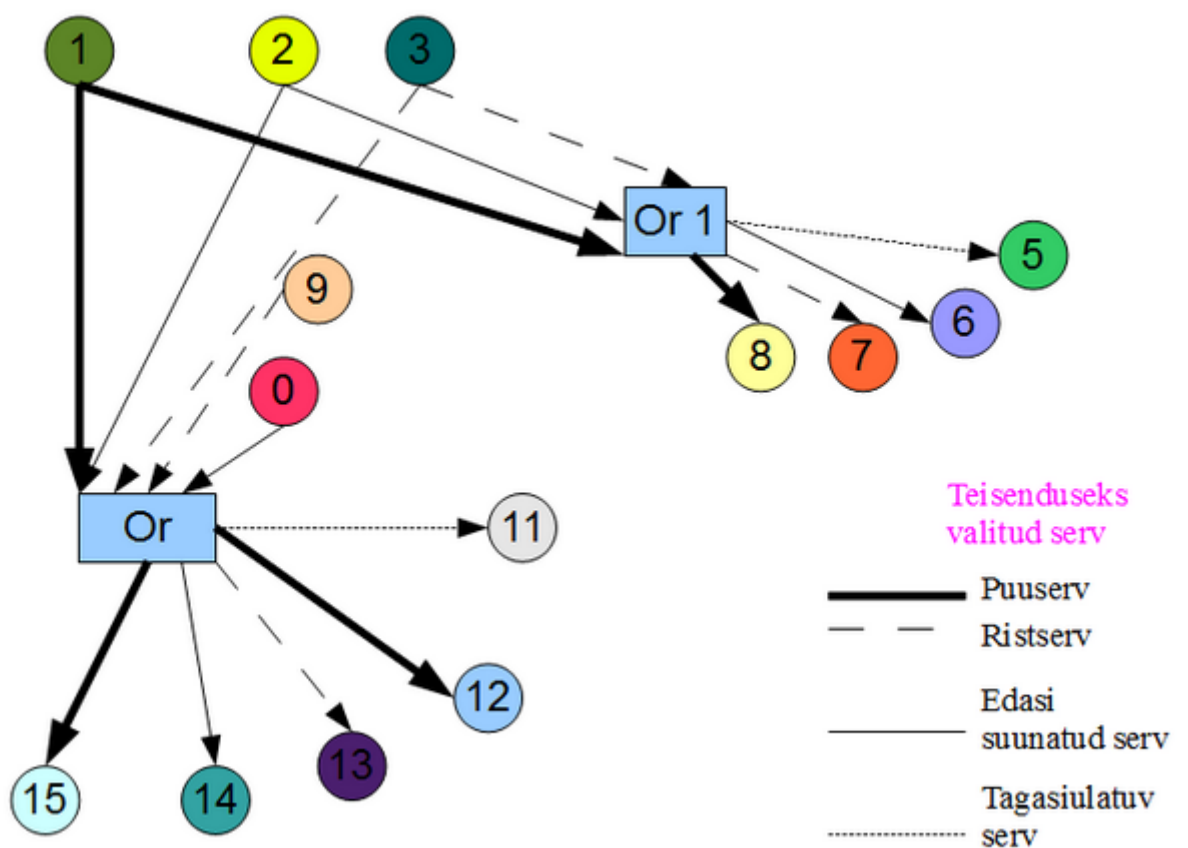 1
2
3
Or 1
5
9
6
8
7
0
Teisenduseks
valitud serv
Or
11
Puuserv
Ristserv
12
Edasi
suunatud serv
13
15
14
Tagasiulatuv
serv